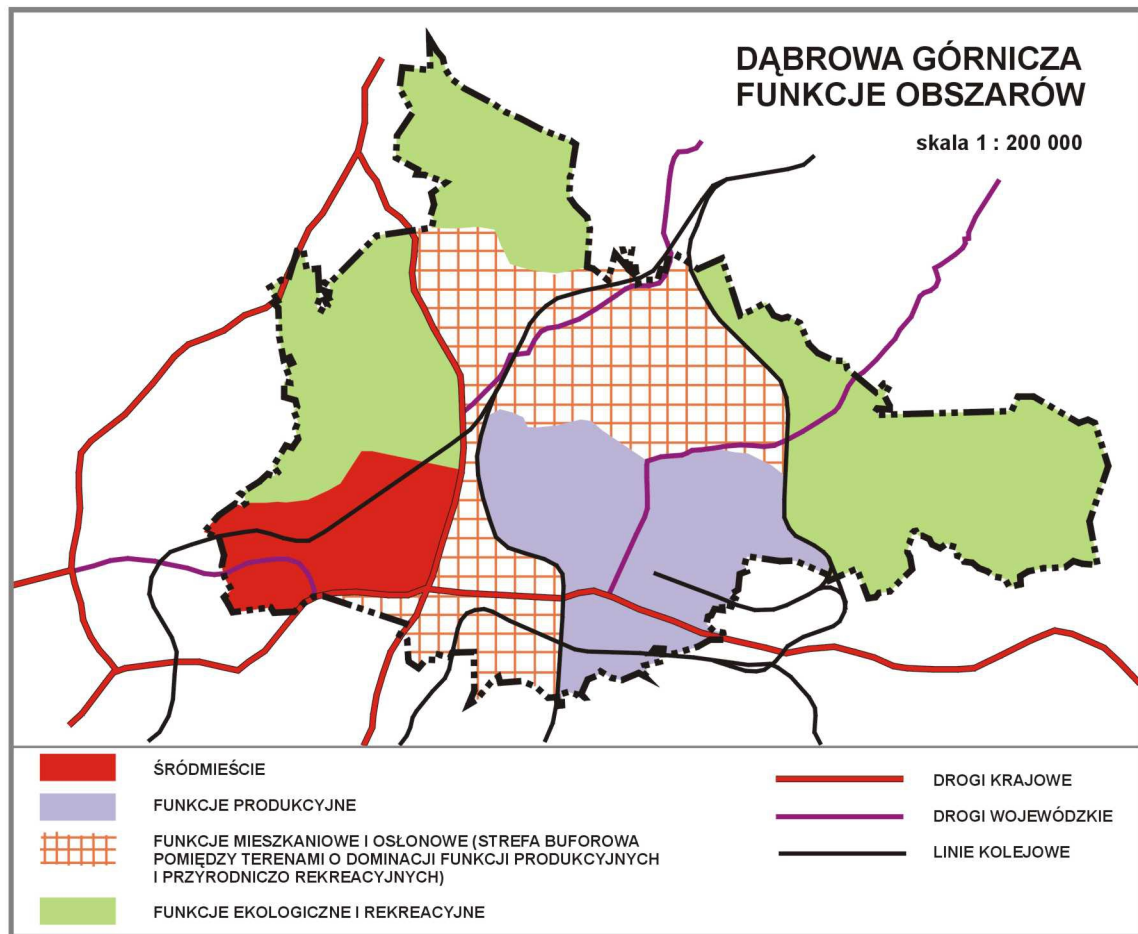 DĄBROWA GÓRNICZA
FUNKCJE OBSZARÓW
skala 1 : 200 000
ŚRÓDMIEŚCIE
FUNKCJE PRODUKCYJNE
FUNKCJE MIESZKANIOWE I OSŁONOWE (STREFA BUFOROWA
POMIĘDZY TERENAMI O DOMINACJI FUNKCJI PRODUKCYJNYCH
I PRZYRODNICZO REKREACYJNYCH)
FUNKCJE EKOLOGICZNE I REKREACYJNE
DROGI KRAJOWE
DROGI WOJEWÓDZKIE
LINIE KOLEJOWE